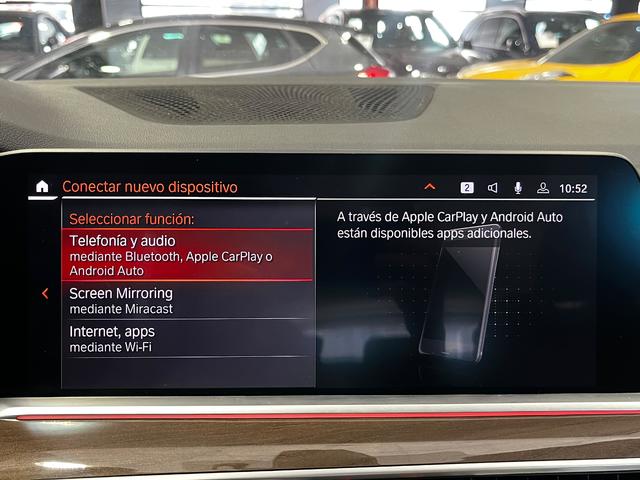 Conectar nuevo dispositivo
2
10:52
Seleccionar función:
Telefonía y audio
mediante Bluetooth, Apple CarPlay o
Android Auto
Screen Mirroring
mediante Miracast
Internet, apps
mediante Wi-Fi
A través de Apple CarPlay y Android Auto
están disponibles apps adicionales.